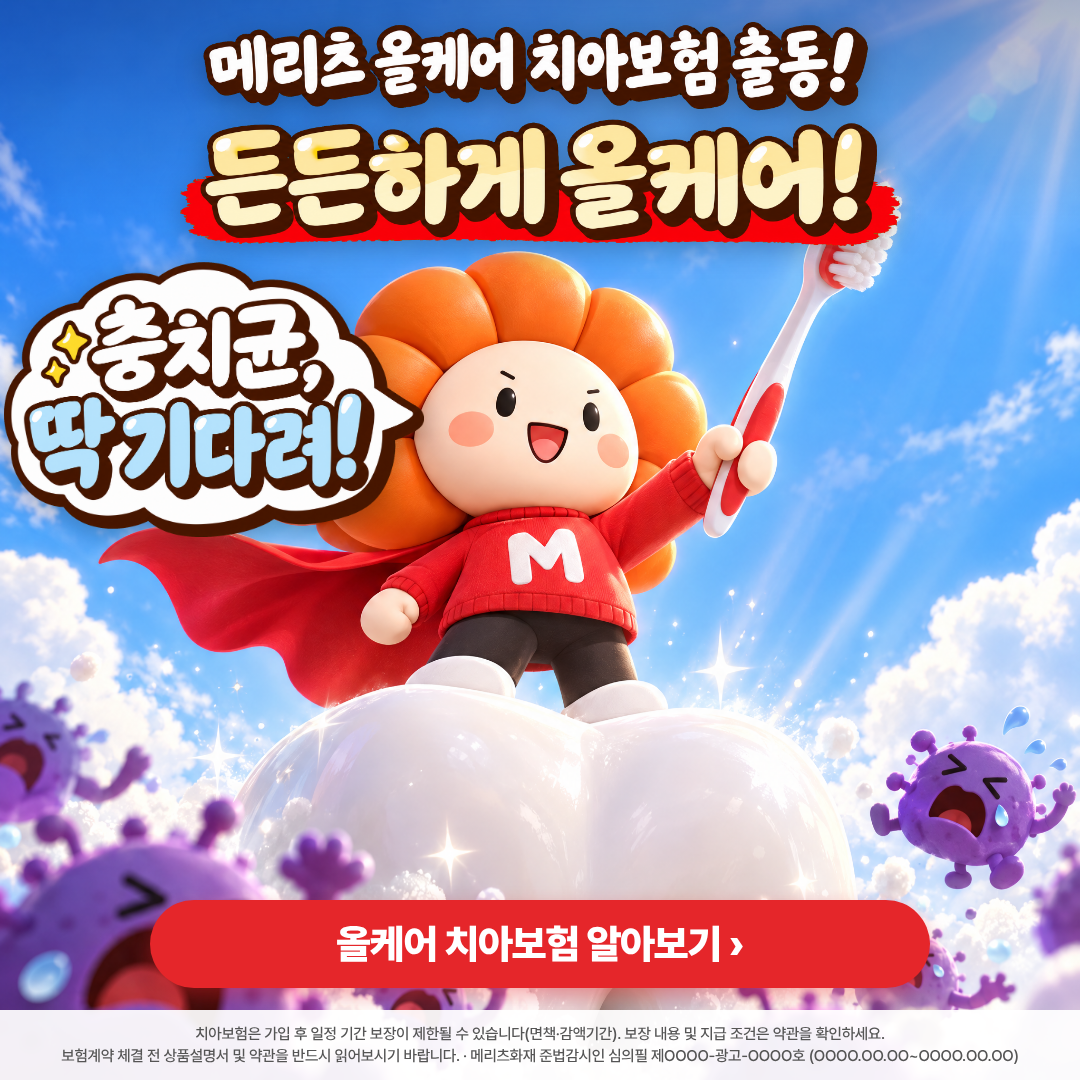 메리츠 올케어 치아보험 출동!
든든하게 올케어!
충치균,
딱 기다려!
M
올케어 치아보험 알아보기 ›
치아보험은 가입 후 일정 기간 보장이 제한될 수 있습니다(면책·감액기간). 보장 내용 및 지급 조건은 약관을 확인하세요.
보험계약 체결 전 상품설명서 및 약관을 반드시 읽어보시기 바랍니다. · 메리츠화재 준법감시인 심의필 제OOOO-광고-OOOO호 (OOOO.OO.OO~OOOO.OO.OO)